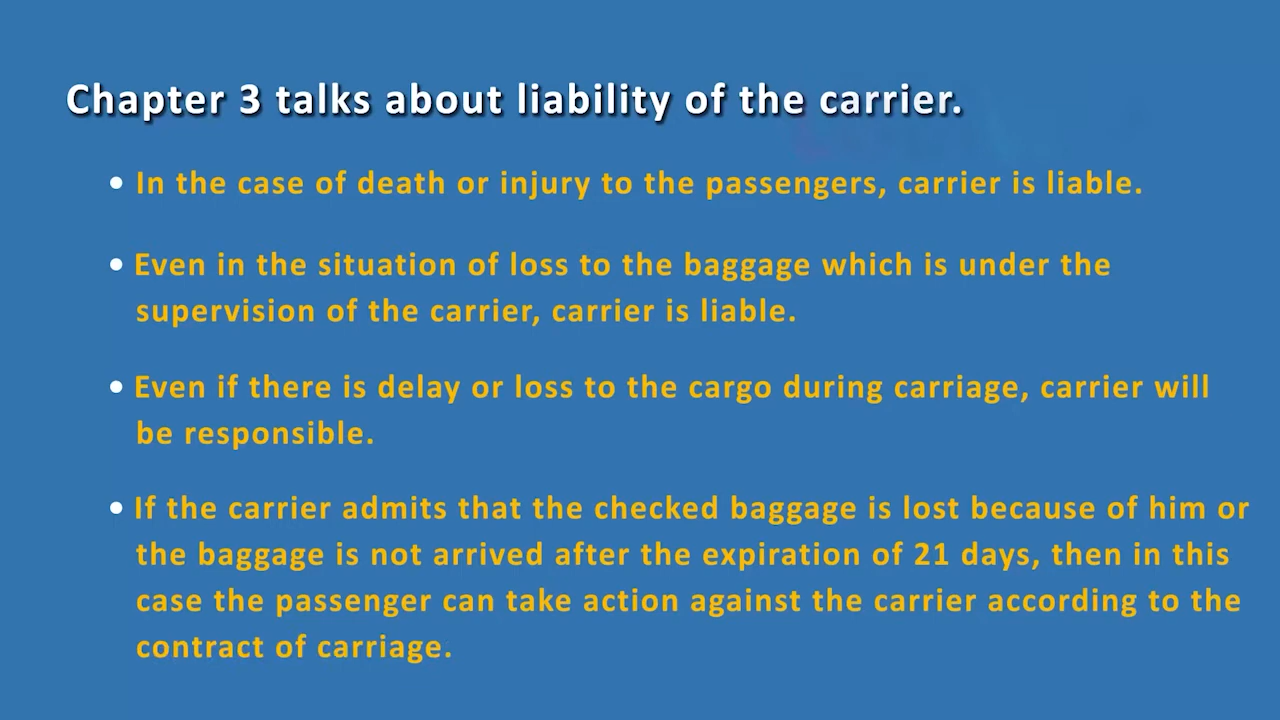 Chapter 3 talks about liability of the carrier.
• In the case of death or injury to the passengers, carrier is liable.
• Even in the situation of loss to the baggage which is under the
supervision of the carrier, carrier is liable.
• Even if there is delay or loss to the cargo during carriage, carrier will
be responsible.
• If the carrier admits that the checked baggage is lost because of him or
the baggage is not arrived after the expiration of 21 days, then in this
case the passenger can take action against the carrier according to the
contract of carriage.